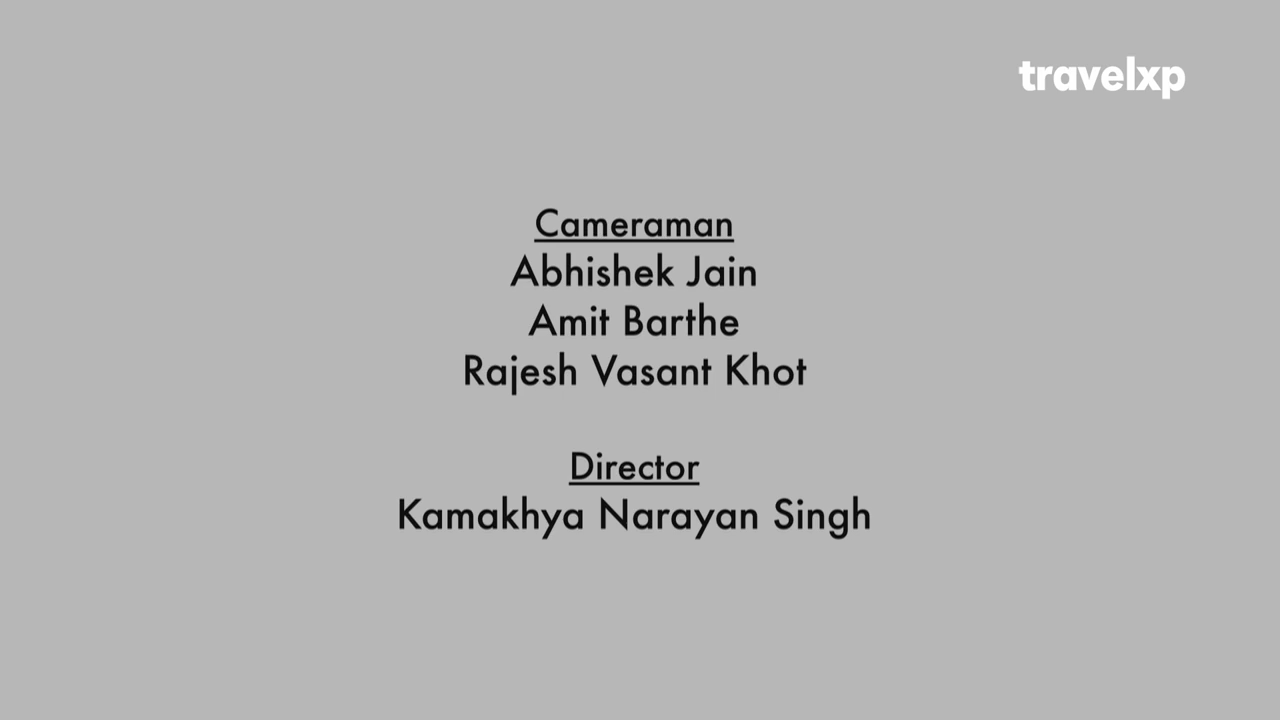 travelxp
Cameraman
Abhishek Jain
Amit Barthe
Rajesh Vasant Khot
Director
Kamakhya Narayan Singh